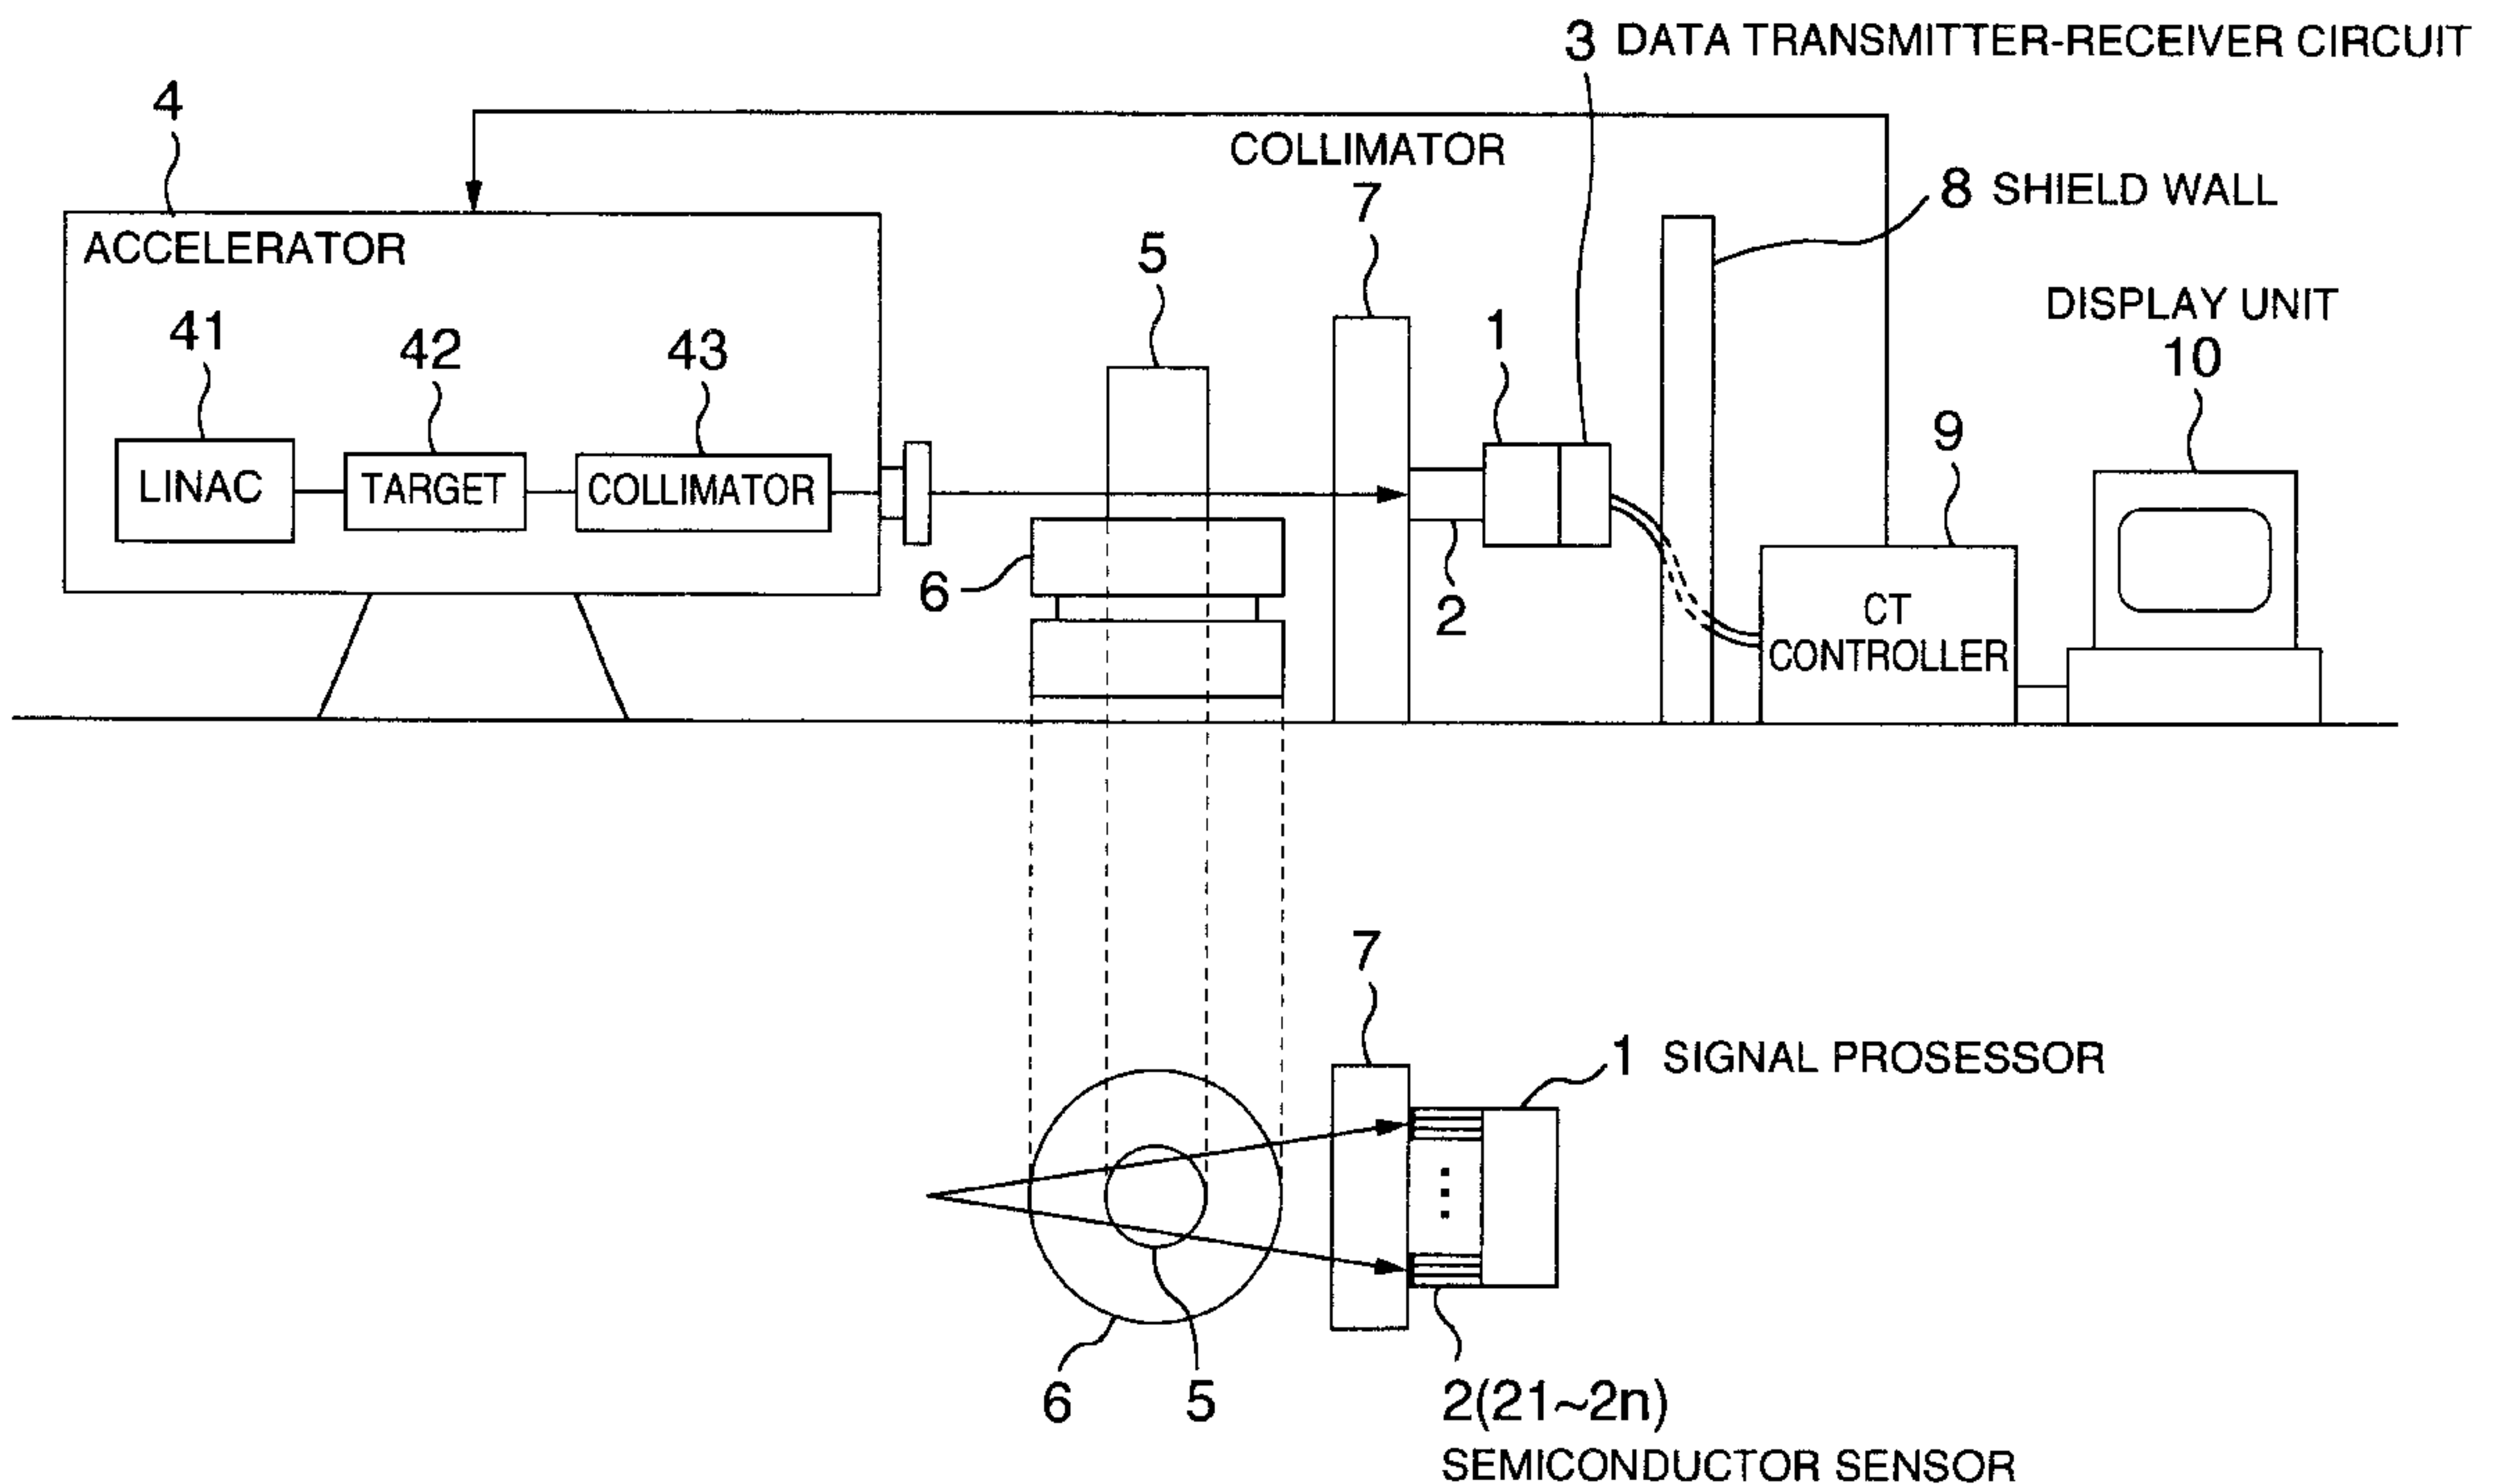 3 DATA TRANSMITTER-RECEIVER CIRCUIT
4
COLLIMATOR
7
8 SHIELD WALL
ACCELERATOR
5
DISPLAY UNIT
10
41
42
43
1
9
LINAC
TARGET
COLLIMATOR
6
2
CT
CONTROLLER
7
1 SIGNAL PROSESSOR
6
5
2(21~2n)
SEMICONDUCTOR SENSOR